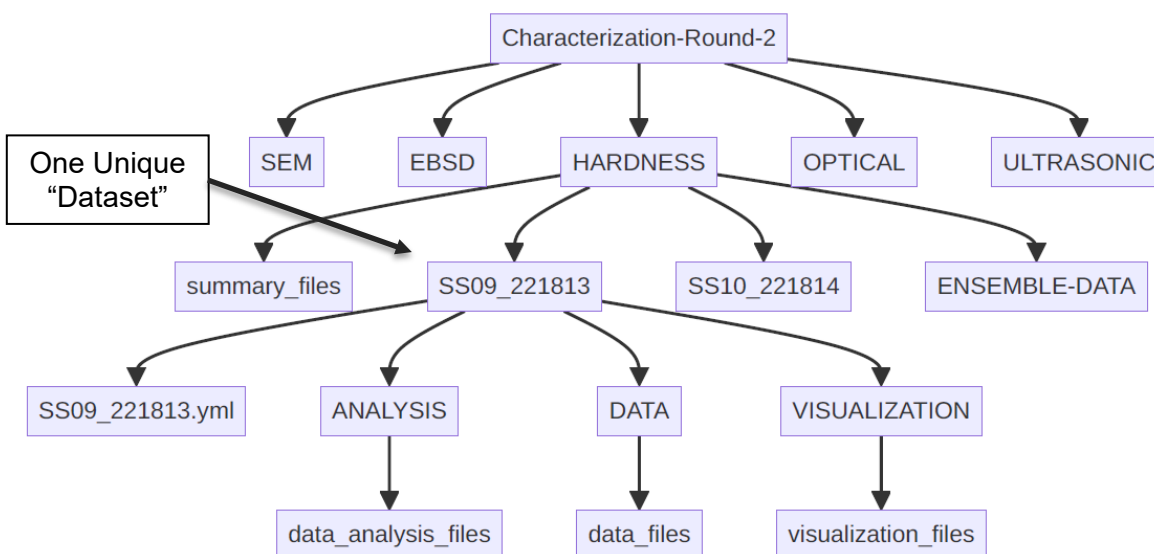 Characterization-Round-2
One Unique
“Dataset”
SEM
EBSD
HARDNESS
OPTICAL
ULTRASONIC
summary_files
SS09_221813
SS10_221814
ENSEMBLE-DATA
SS09_221813.yml
ANALYSIS
DATA
VISUALIZATION
data_analysis_files
data_files
visualization_files